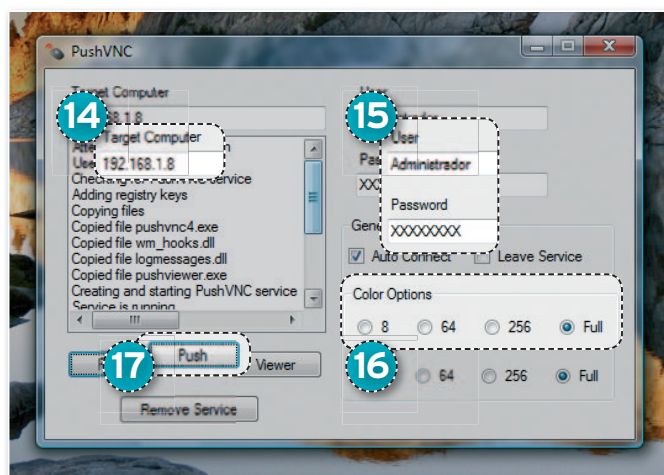 PushVNC
Target Computer
14
Target Computer
192.168.1.8
Adding registry keys
Copying files
Copied file pushvnc4.exe
Copied file wm_hooks.dll
Copied file logmessages.dll
Copied file pushviewer.exe
Creating and starting PushVNC service
Service is running
17
Push
Viewer
Remove Service
User
15
User
Administrador
Password
XXXXXXXX
Auto Connect
Leave Service
Color Options
8
64
256
Full
16
64
256
Full